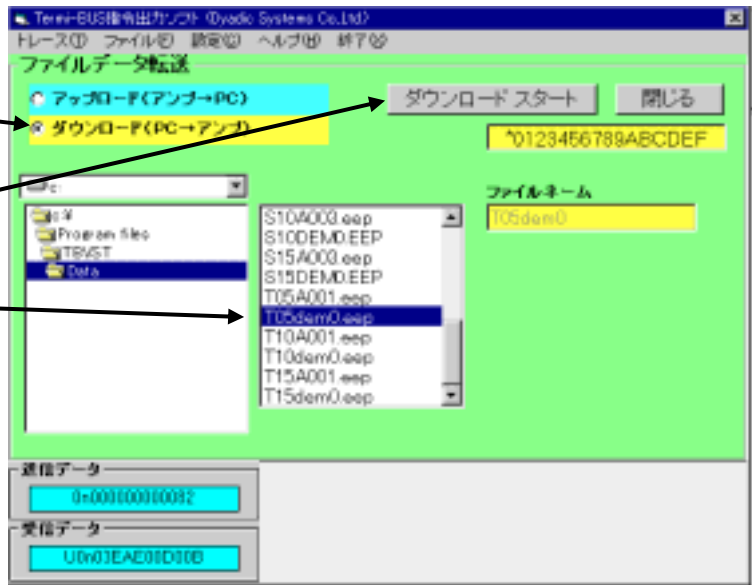 Termi-BUS指令出力ソフト (Dyadic Systems Co.,Ltd)
トレース(T) ファイル(F) 設定(C) ヘルプ(H) 終了(X)
ファイルデータ転送
アップロード(アンプ→PC)
ダウンロード(PC→アンプ)
ダウンロード スタート
閉じる
^0123456789ABCDEF
c:
c:¥
Program files
TBVST
Data
S10A003.eep
S10DEM0.EEP
S15A003.eep
S15DEM0.EEP
T05A001.eep
T05dem0.eep
T10A001.eep
T10dem0.eep
T15A001.eep
T15dem0.eep
ファイルネーム
T05dem0
送信データ
0n000000000082
受信データ
U0n03EAE00D00B